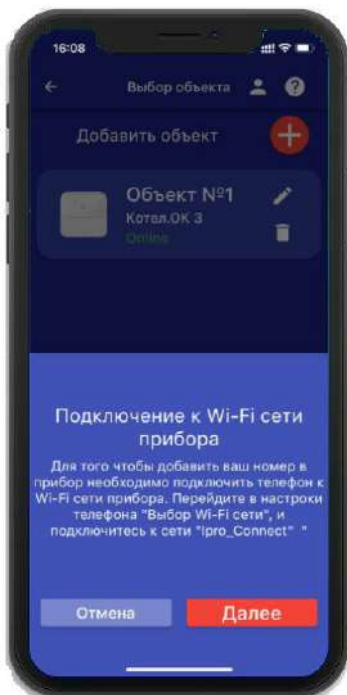 16:08
Выбор объекта
Добавить объект
Объект №1
Котел.ОК 3
Online
Подключение к Wi-Fi сети
прибора
Для того чтобы добавить ваш номер в
прибор необходимо подключить телефон к
Wi-Fi сети прибора. Перейдите в настроки
телефона "Выбор Wi-Fi сети", и
подключитесь к сети "Ipro_Connect" "
Отмена
Далее